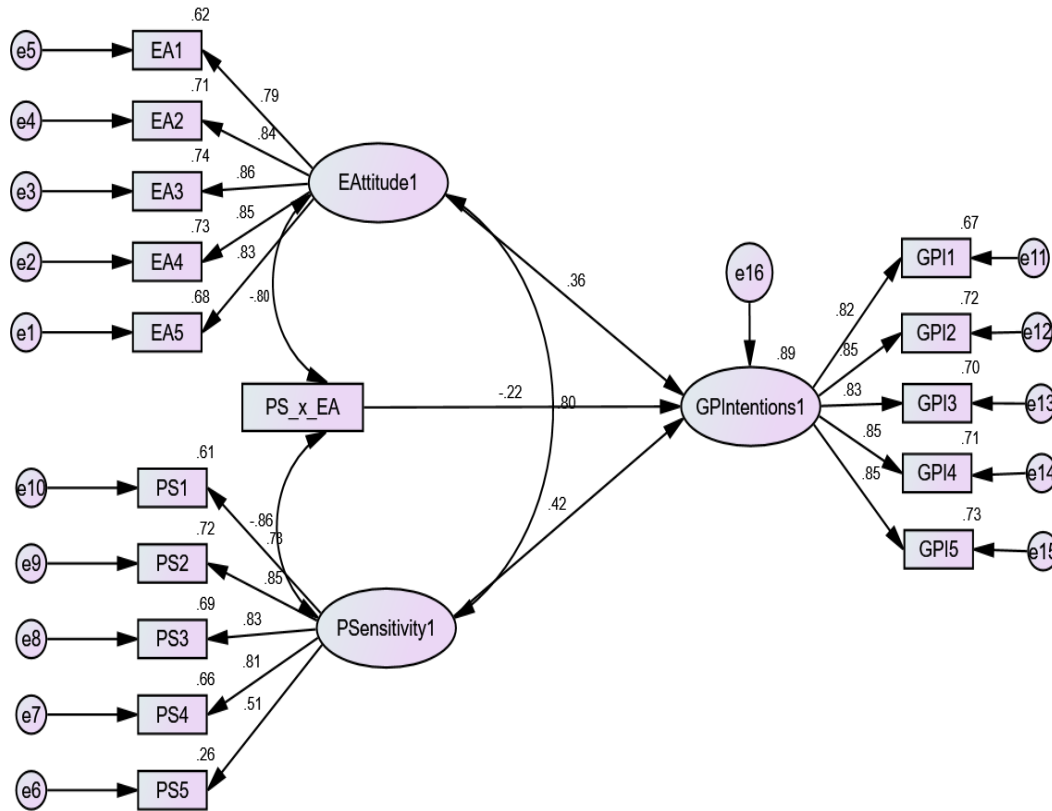 .62
e5
EA1
.79
.71
e4
EA2
.84
.74
e3
EA3
.86
EAttitude1
.73
e2
EA4
.85
.83
.68
e1
EA5
-.80
.36
.67
GPI1
e11
e16
.82
.72
GPI2
e12
.85
.89
.70
GPI3
e13
.83
PS_x_EA
-.22
.80
GPIntentions1
.85
.71
GPI4
e14
.85
.73
GPI5
e15
.61
e10
PS1
-.86
.78
.42
.72
e9
PS2
.85
.69
e8
PS3
.83
PSensitivity1
.81
.66
e7
PS4
.51
.26
e6
PS5